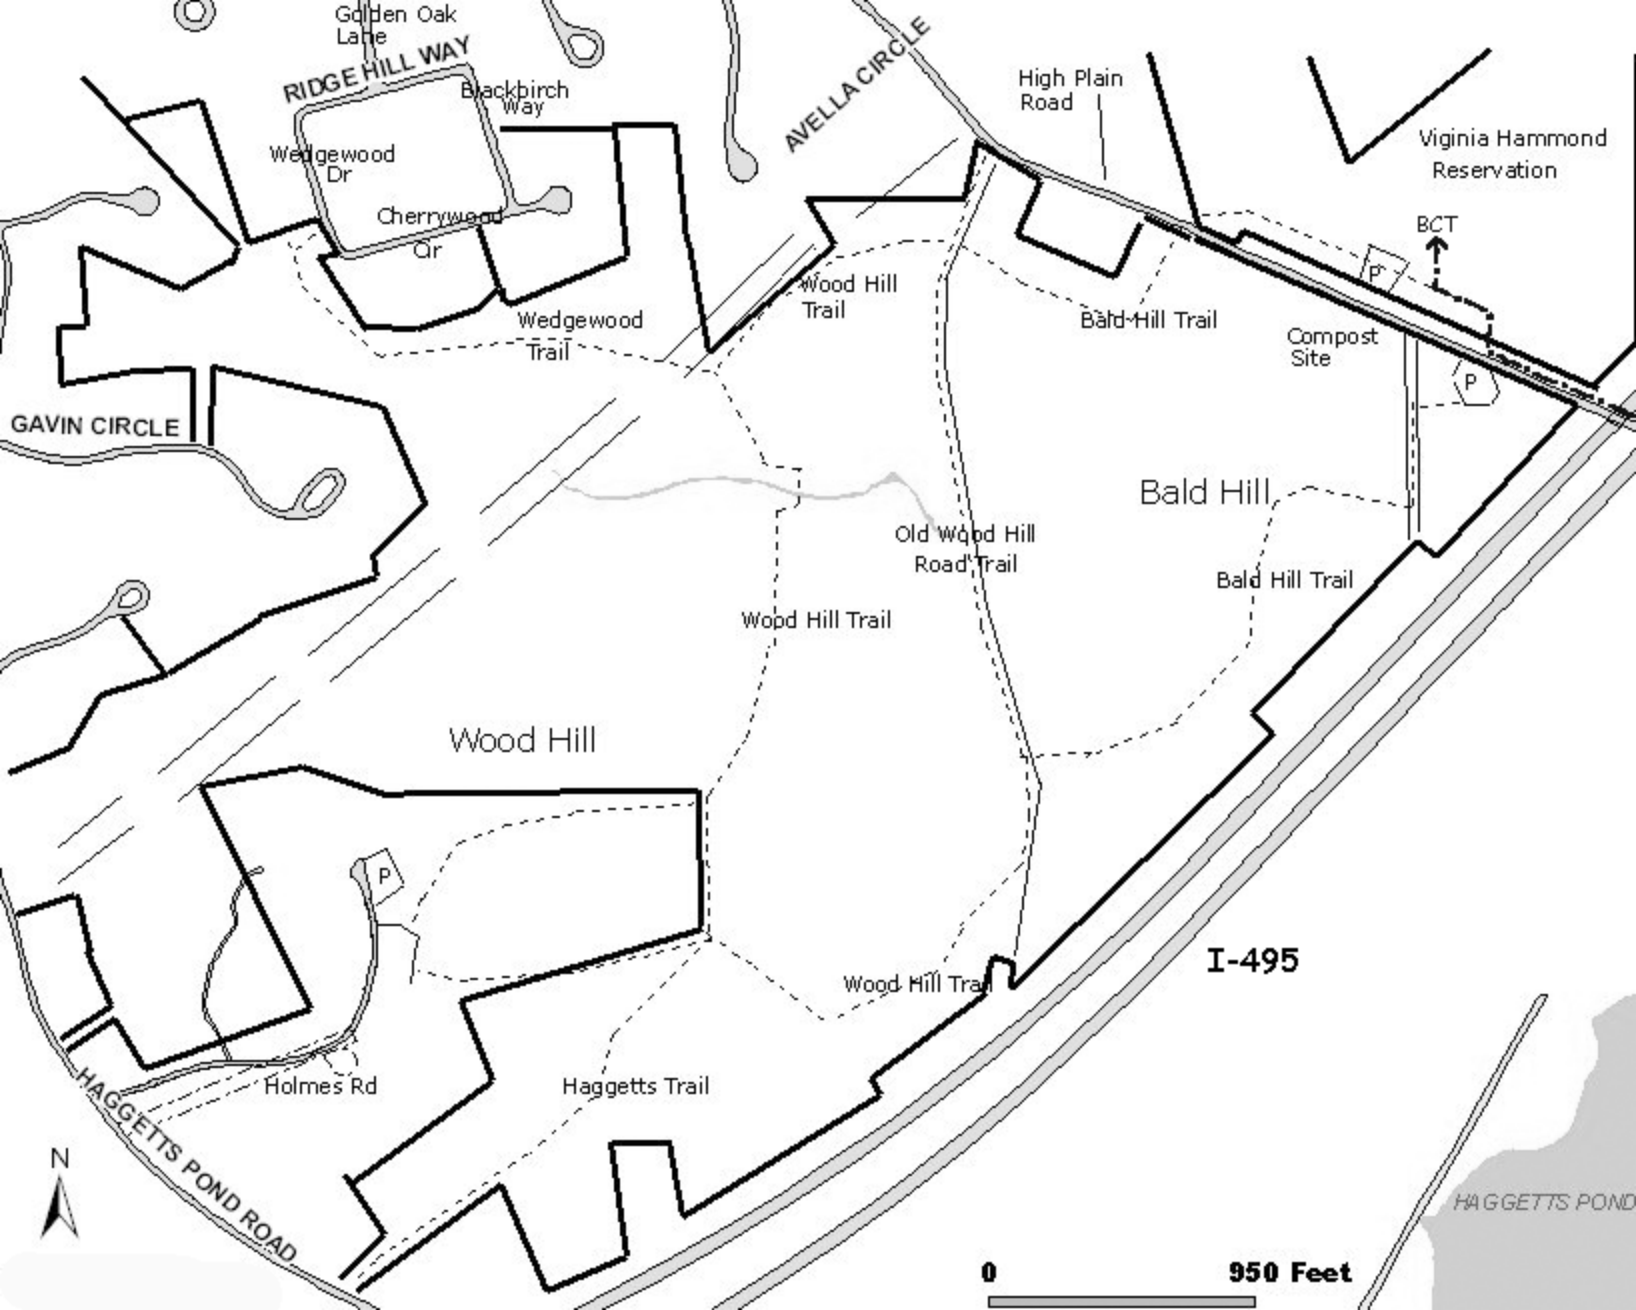 Golden Oak
Lane
RIDGE HILL WAY
Blackbirch
Way
AVELLA CIRCLE
High Plain
Road
Viginia Hammond
Reservation
Wedgewood
Dr
Cherrywood
Cir
BCT
P
Wood Hill
Trail
Wedgewood
Trail
Bald Hill Trail
Compost
Site
P
GAVIN CIRCLE
Bald Hill
Old Wood Hill
Road Trail
Bald Hill Trail
Wood Hill Trail
Wood Hill
P
I-495
Wood Hill Trail
Holmes Rd
Haggetts Trail
HAGGETTS POND ROAD
N
HAGGETTS POND
0 950 Feet